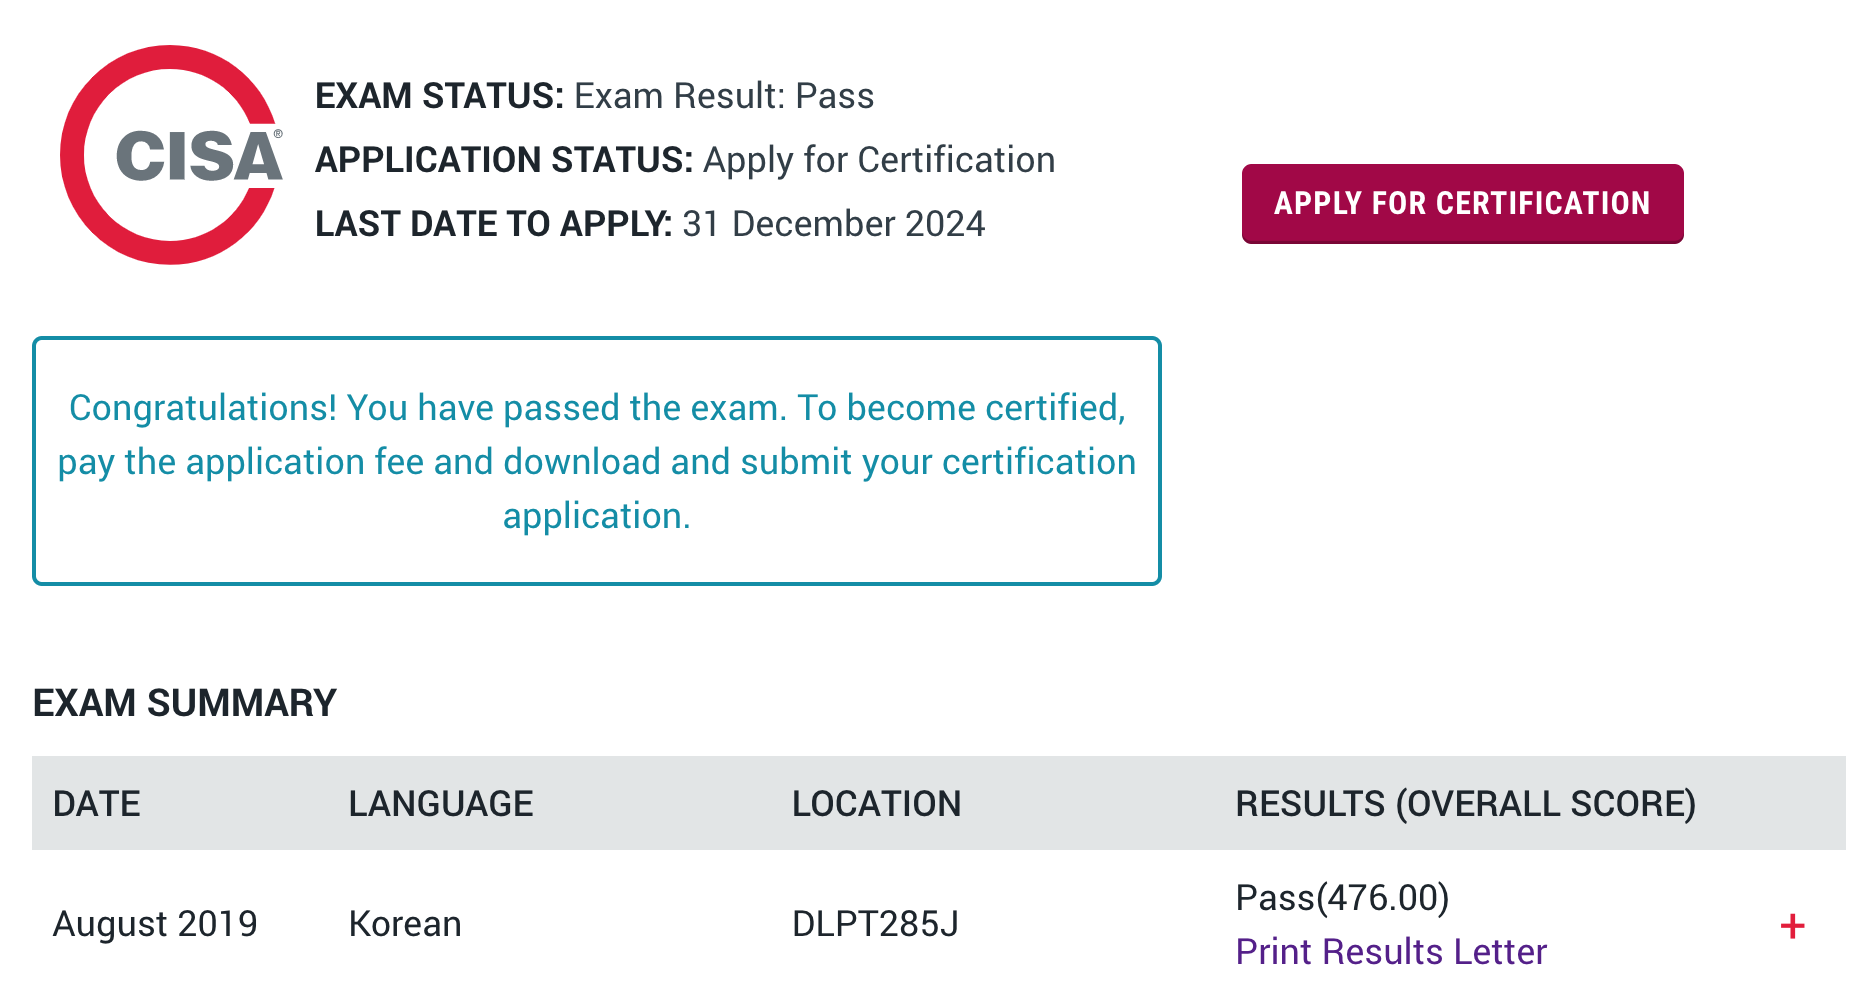 CISA®
EXAM STATUS: Exam Result: Pass
APPLICATION STATUS: Apply for Certification
LAST DATE TO APPLY: 31 December 2024
APPLY FOR CERTIFICATION
Congratulations! You have passed the exam. To become certified,
pay the application fee and download and submit your certification
application.
EXAM SUMMARY
DATE LANGUAGE LOCATION RESULTS (OVERALL SCORE)
August 2019 Korean DLPT285J Pass(476.00)
Print Results Letter
+